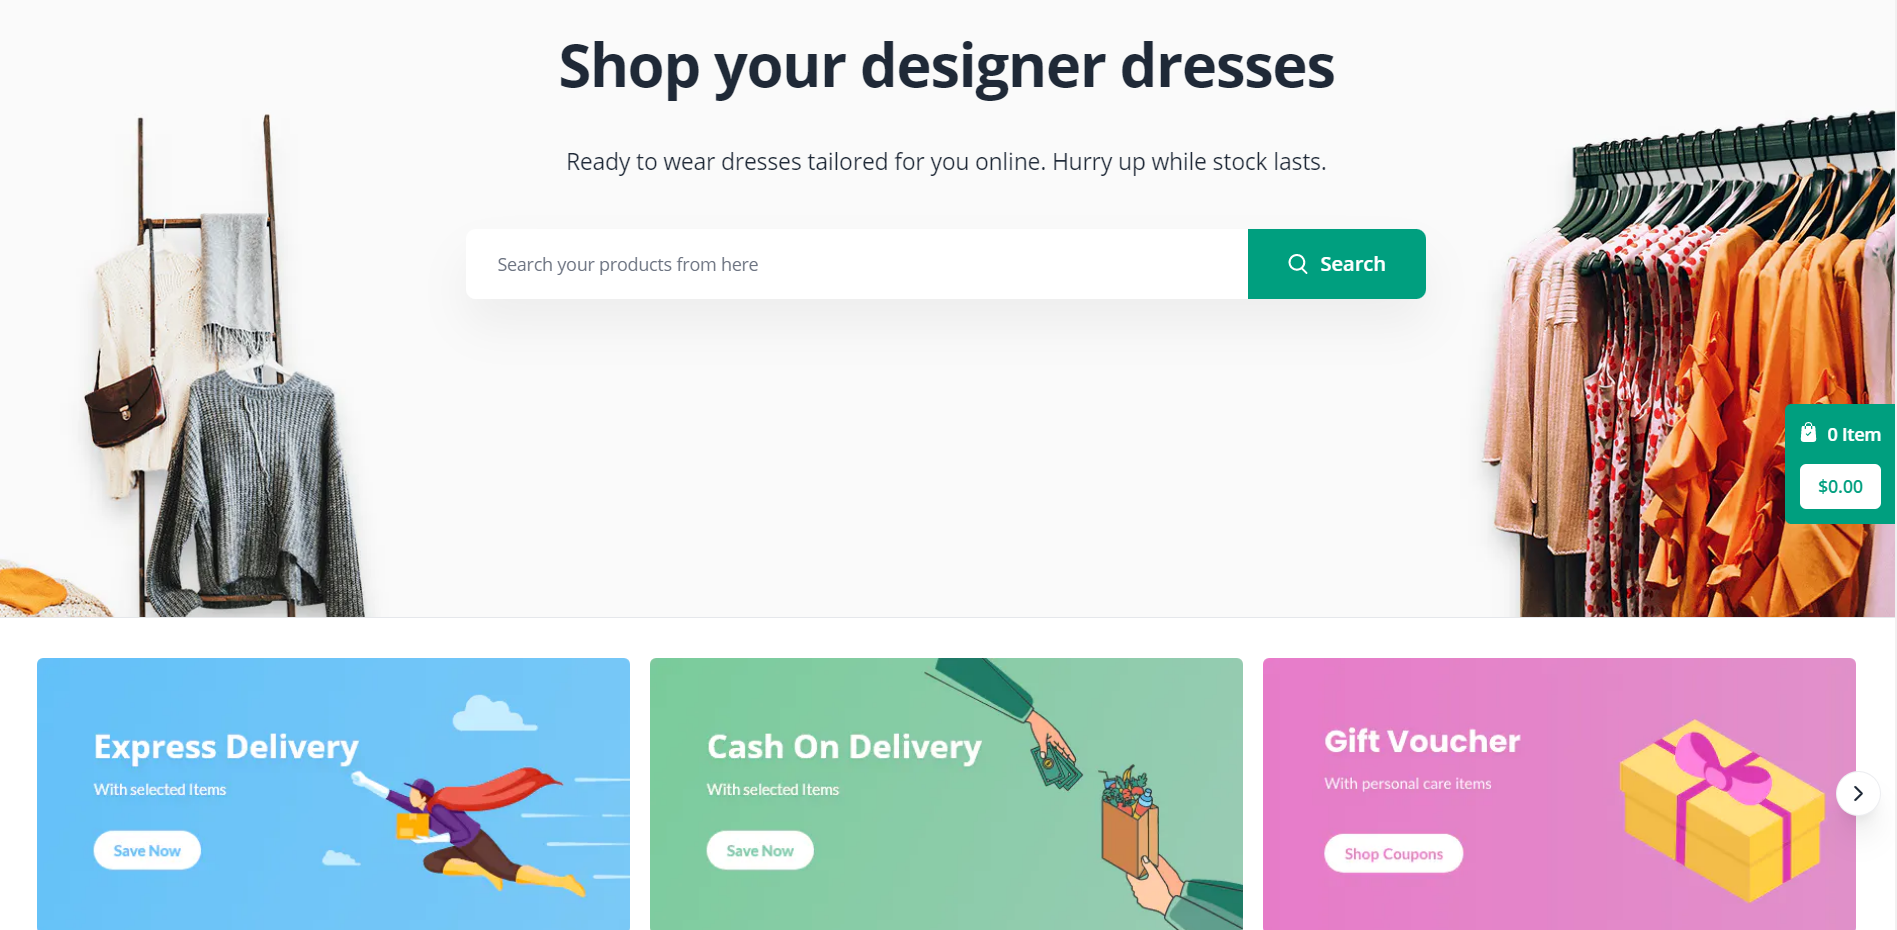 Shop your designer dresses
Ready to wear dresses tailored for you online. Hurry up while stock lasts.
Search your products from here
Search
0 Item
$0.00
Express Delivery
With selected Items
Save Now
Cash On Delivery
With selected Items
Save Now
Gift Voucher
With personal care items
Shop Coupons